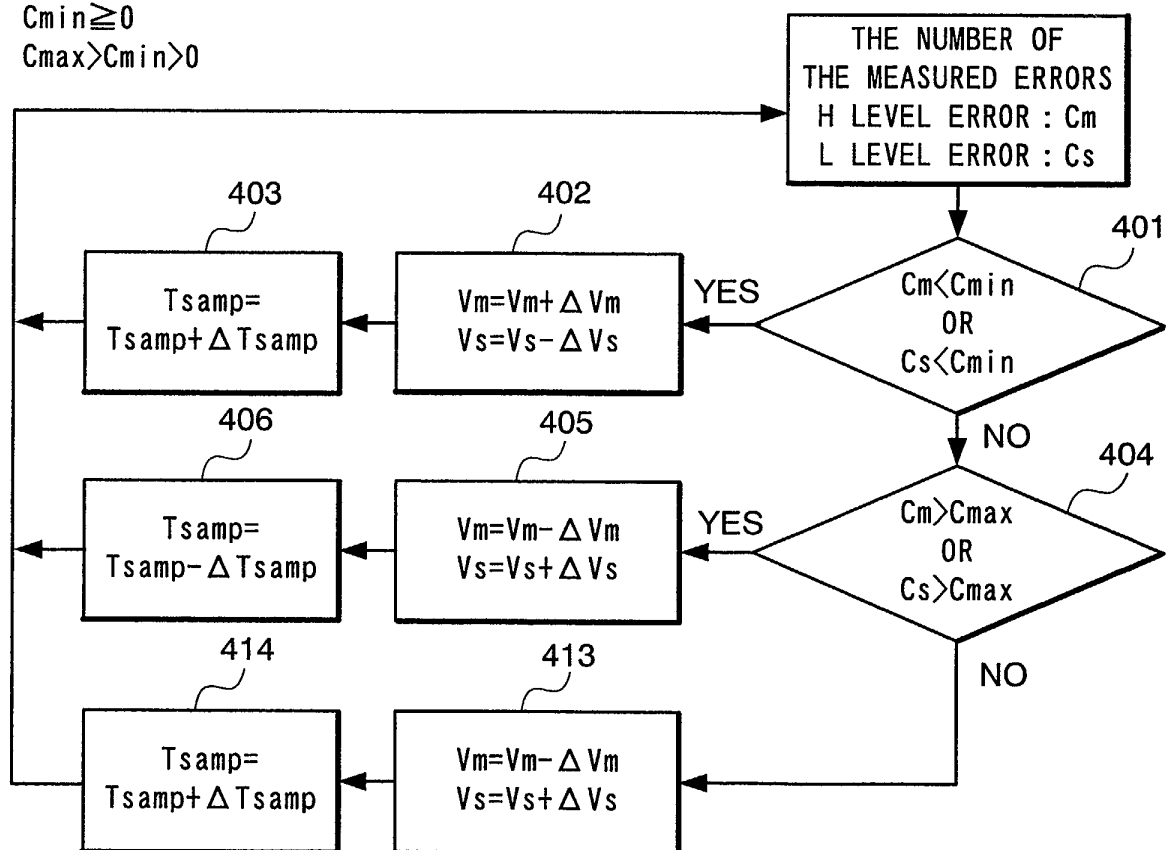 Cmin≧0
Cmax>Cmin>0
THE NUMBER OF
THE MEASURED ERRORS
H LEVEL ERROR : Cm
L LEVEL ERROR : Cs
403
402
401
Tsamp=
Tsamp+ΔTsamp
Vm=Vm+ΔVm
Vs=Vs-ΔVs
YES
Cm<Cmin
OR
Cs<Cmin
NO
406
405
404
Tsamp=
Tsamp-ΔTsamp
Vm=Vm-ΔVm
Vs=Vs+ΔVs
YES
Cm>Cmax
OR
Cs>Cmax
NO
414
413
Tsamp=
Tsamp+ΔTsamp
Vm=Vm-ΔVm
Vs=Vs+ΔVs